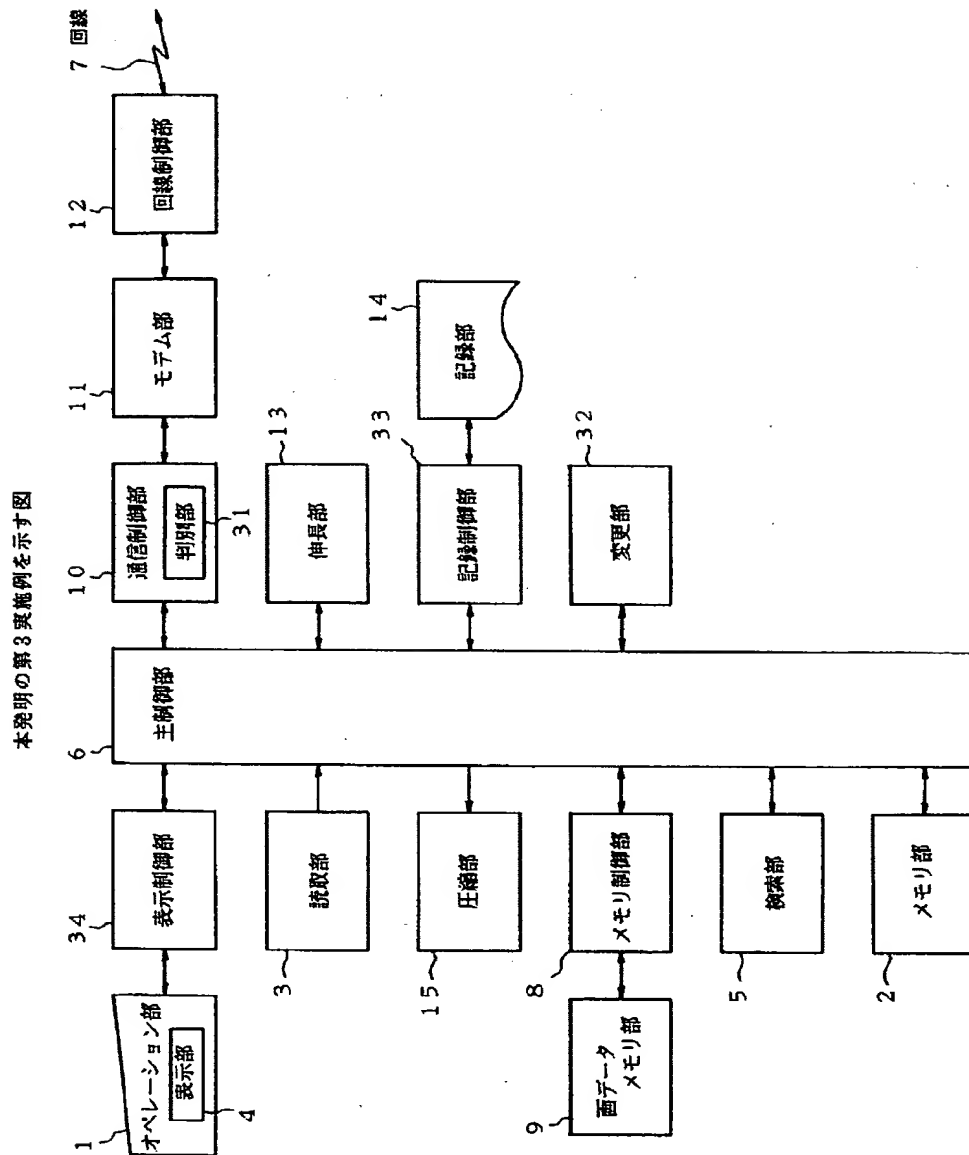 本発明の第3実施例を示す図
1
オペレーション部
表示部
4
34
表示制御部
6
主制御部
10
通信制御部
判別部
31
11
モデム部
12
回線制御部
7 回線
3
読取部
13
伸長部
15
圧縮部
33
記録制御部
14
記録部
9
画データ
メモリ部
8
メモリ制御部
32
変更部
5
検索部
2
メモリ部